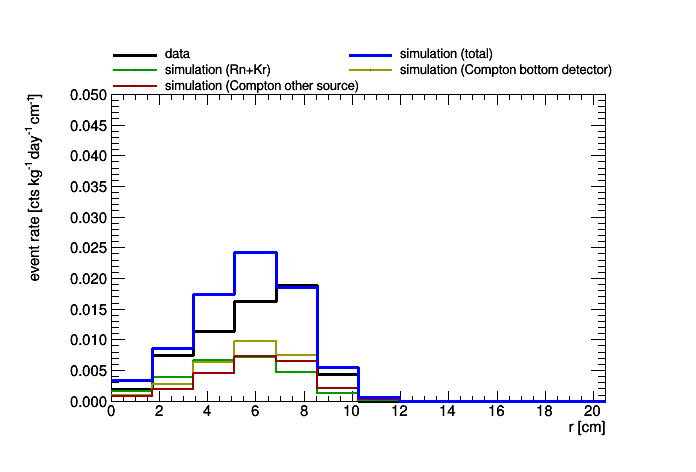 data
simulation (total)
simulation (Rn+Kr)
simulation (Compton bottom detector)
simulation (Compton other source)
event rate [cts kg⁻¹ day⁻¹ cm⁻¹]
0.050
0.045
0.040
0.035
0.030
0.025
0.020
0.015
0.010
0.005
0.000
0 2 4 6 8 10 12 14 16 18 20
r [cm]